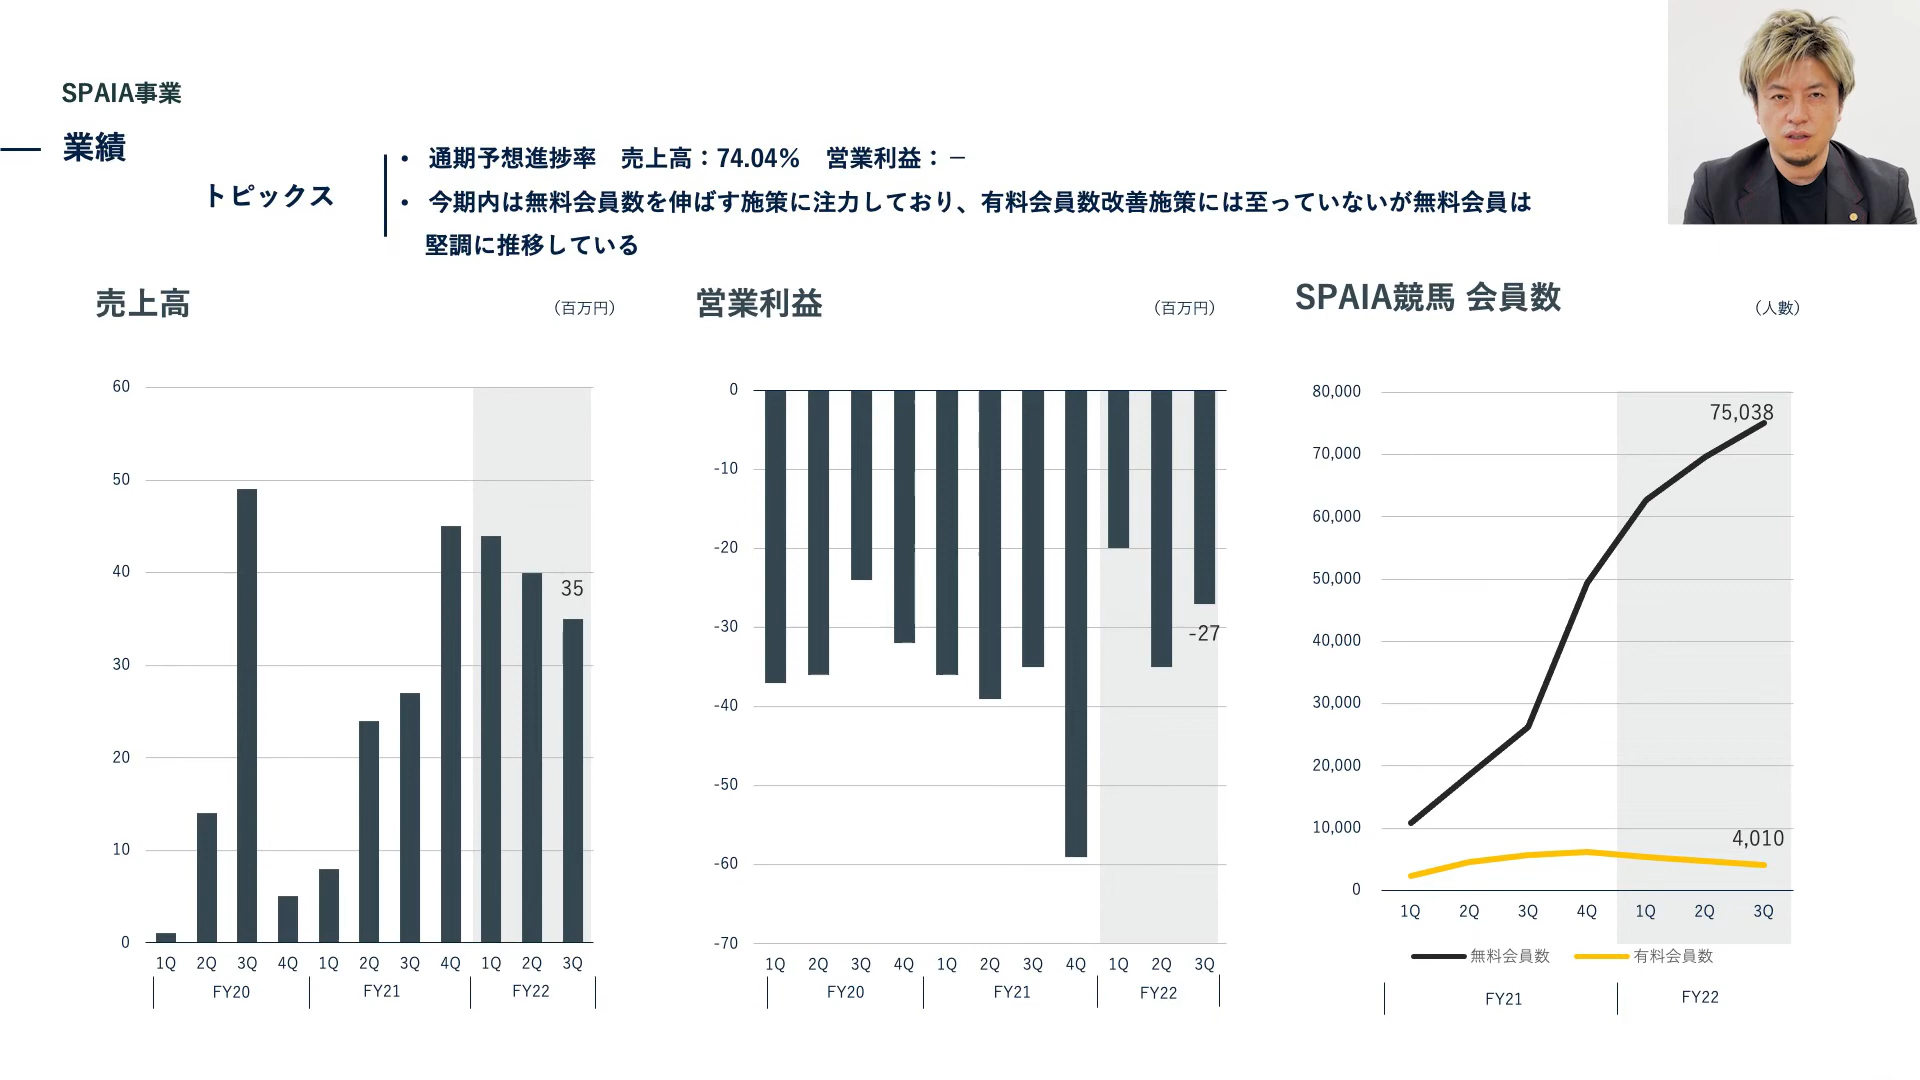 SPAIA事業
業績
トピックス
• 通期予想進捗率 売上高：74.04% 営業利益：－
• 今期内は無料会員数を伸ばす施策に注力しており、有料会員数改善施策には至っていないが無料会員は
堅調に推移している
売上高
（百万円）
60
50
40
30
20
10
0
35
1Q 2Q 3Q 4Q 1Q 2Q 3Q 4Q 1Q 2Q 3Q
FY20 FY21 FY22
営業利益
（百万円）
0
-10
-20
-30
-40
-50
-60
-70
-27
1Q 2Q 3Q 4Q 1Q 2Q 3Q 4Q 1Q 2Q 3Q
FY20 FY21 FY22
SPAIA競馬 会員数
（人數）
80,000
70,000
60,000
50,000
40,000
30,000
20,000
10,000
0
75,038
4,010
1Q 2Q 3Q 4Q 1Q 2Q 3Q
無料会員数 有料会員数
FY21 FY22